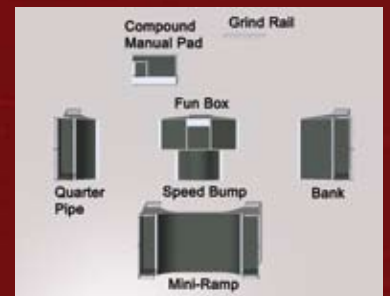 Compound
Manual Pad
Grind Rail
Fun Box
Quarter
Pipe
Speed Bump
Bank
Mini-Ramp